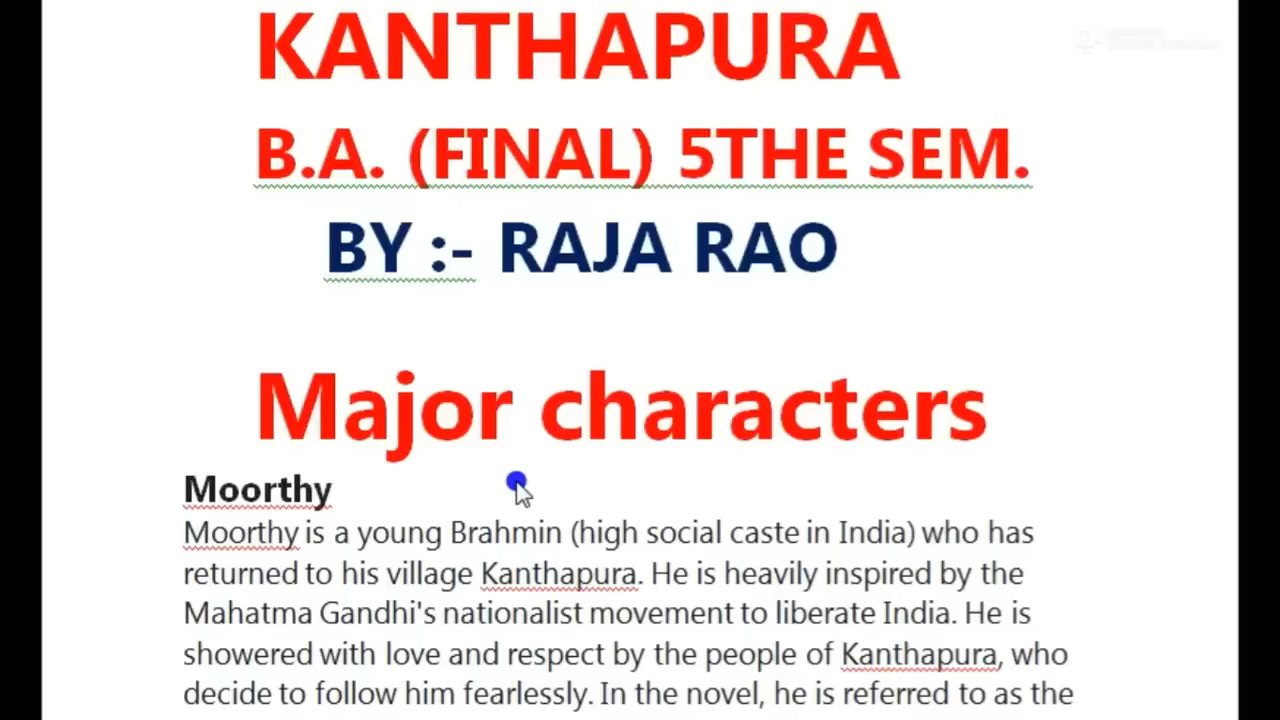 KANTHAPURA
B.A. (FINAL) 5THE SEM.
BY :- RAJA RAO
Major characters
Moorthy
Moorthy is a young Brahmin (high social caste in India) who has
returned to his village Kanthapura. He is heavily inspired by the
Mahatma Gandhi's nationalist movement to liberate India. He is
showered with love and respect by the people of Kanthapura, who
decide to follow him fearlessly. In the novel, he is referred to as the